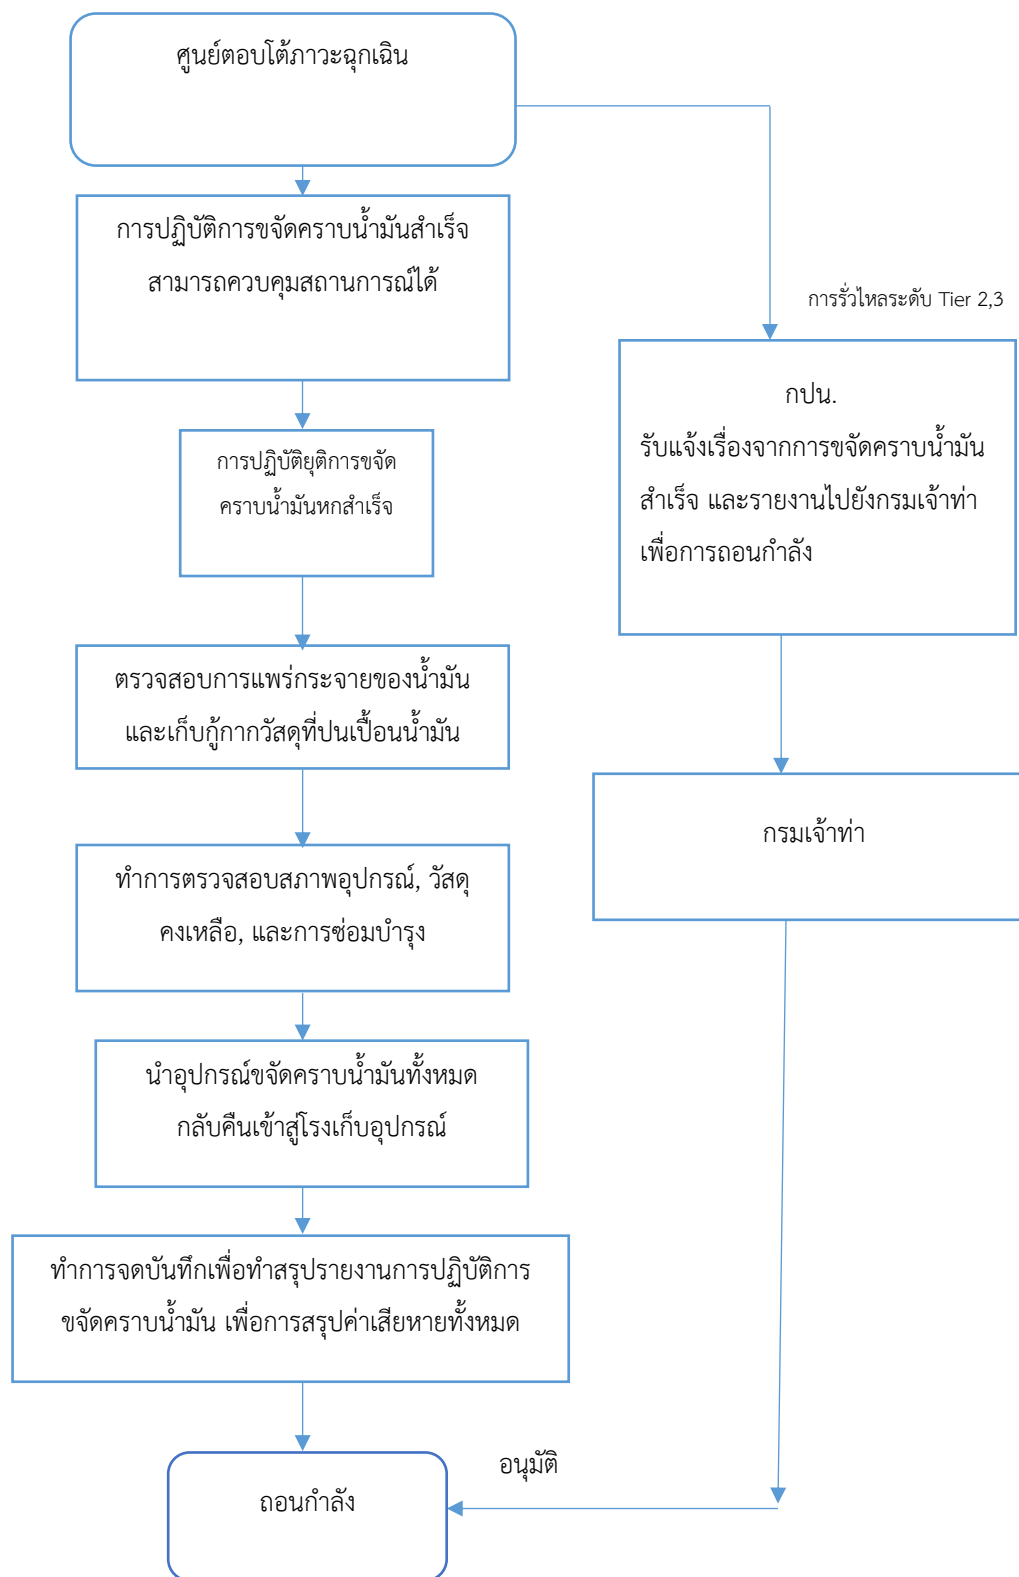 ศูนย์ตอบโต้ภาวะฉุกเฉิน
การปฏิบัติการขจัดคราบน้ำมันสำเร็จ
สามารถควบคุมสถานการณ์ได้
การรั่วไหลระดับ Tier 2,3
กปน.
รับแจ้งเรื่องจากการขจัดคราบน้ำมัน
สำเร็จ และรายงานไปยังกรมเจ้าท่า
เพื่อการถอนกำลัง
การปฏิบัติยุติการขจัด
คราบน้ำมันหกสำเร็จ
ตรวจสอบการแพร่กระจายของน้ำมัน
และเก็บกู้กากวัสดุที่ปนเปื้อนน้ำมัน
กรมเจ้าท่า
ทำการตรวจสอบสภาพอุปกรณ์, วัสดุ
คงเหลือ, และการซ่อมบำรุง
นำอุปกรณ์ขจัดคราบน้ำมันทั้งหมด
กลับคืนเข้าสู่โรงเก็บอุปกรณ์
ทำการจดบันทึกเพื่อทำสรุปรายงานการปฏิบัติการ
ขจัดคราบน้ำมัน เพื่อการสรุปค่าเสียหายทั้งหมด
อนุมัติ
ถอนกำลัง